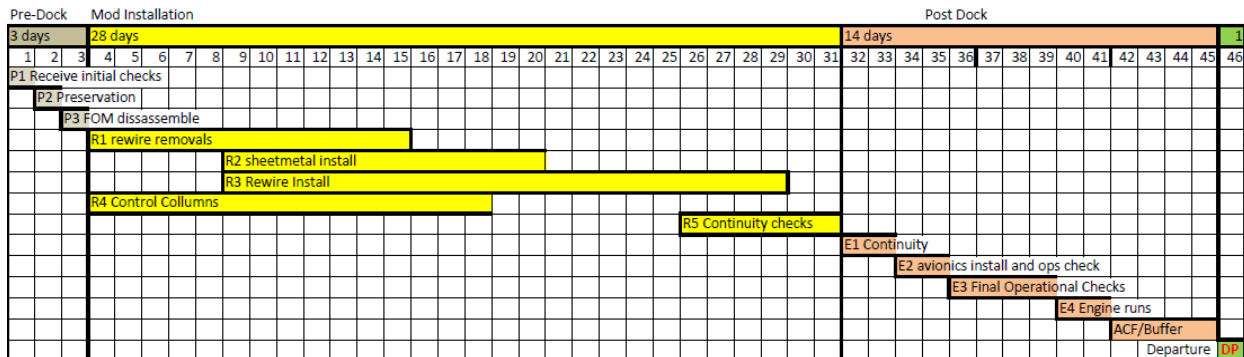 Pre-Dock Mod Installation Post Dock
3 days 28 days 14 days 1
1 2 3 4 5 6 7 8 9 10 11 12 13 14 15 16 17 18 19 20 21 22 23 24 25 26 27 28 29 30 31 32 33 34 35 36 37 38 39 40 41 42 43 44 45 46
P1 Receive initial checks
P2 Preservation
P3 FOM dissassemble
R1 rewire removals
R2 sheetmetal install
R3 Rewire Install
R4 Control Collumns
R5 Continuity checks
E1 Continuity
E2 avionics install and ops check
E3 Final Operational Checks
E4 Engine runs
ACF/Buffer
Departure DP